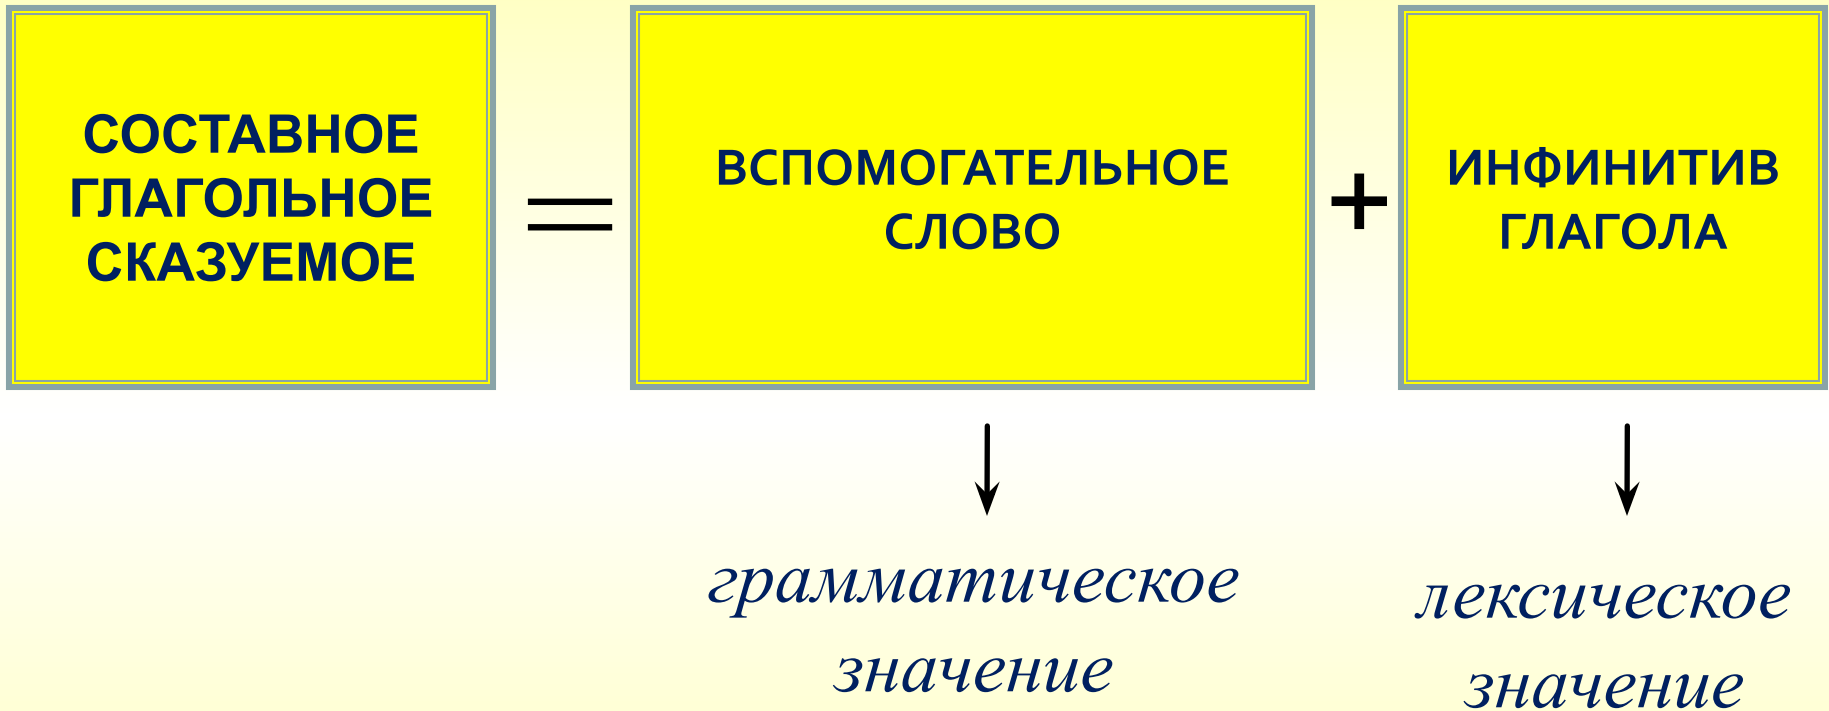 СОСТАВНОЕ
ГЛАГОЛЬНОЕ
СКАЗУЕМОЕ
=
ВСПОМОГАТЕЛЬНОЕ
СЛОВО
+
ИНФИНИТИВ
ГЛАГОЛА
грамматическое
значение
лексическое
значение